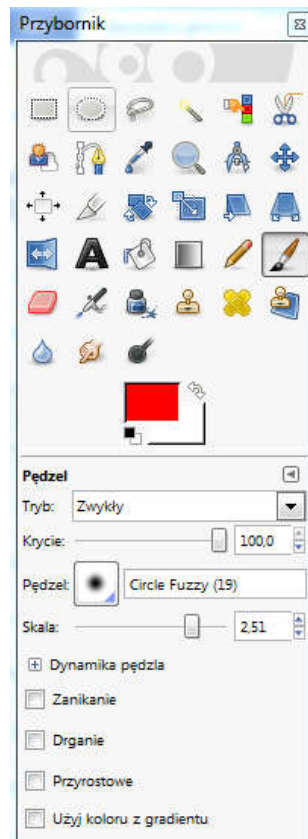 Przybornik
Pędzel
Tryb: Zwykły
Krycie: 100,0
Pędzel: Circle Fuzzy (19)
Skala: 2,51
Dynamika pędzla
Zanikanie
Drganie
Przyrostowe
Użyj koloru z gradientu